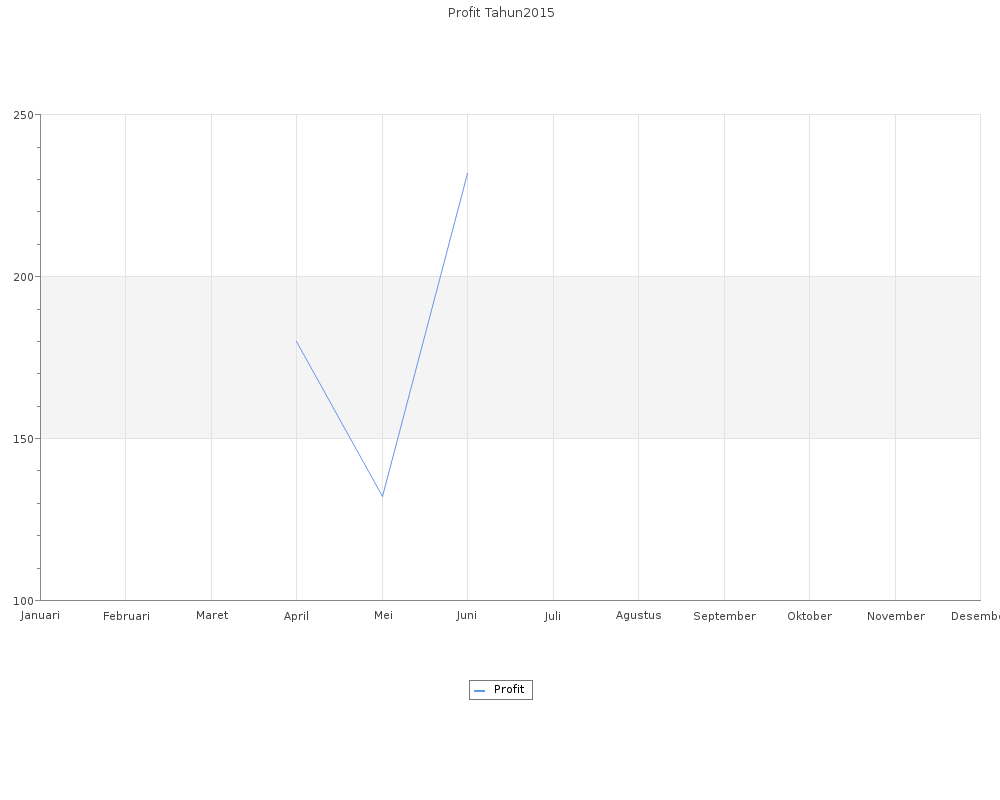 Profit Tahun2015
250
200
150
100
Januari Februari Maret April Mei Juni Juli Agustus September Oktober November Desemb
Profit